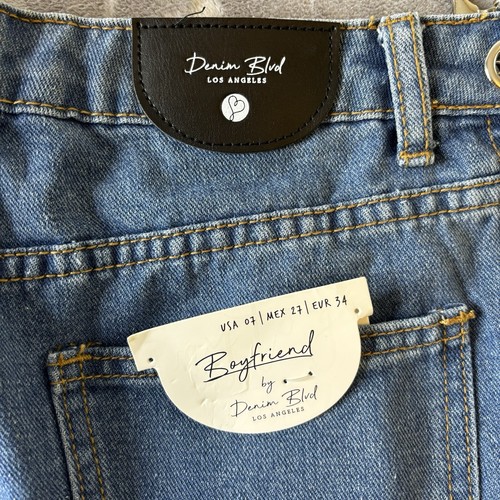 Denim Blvd
LOS ANGELES
USA 07 | MEX 27 | EUR 34
Boyfriend
by
Denim Blvd
LOS ANGELES